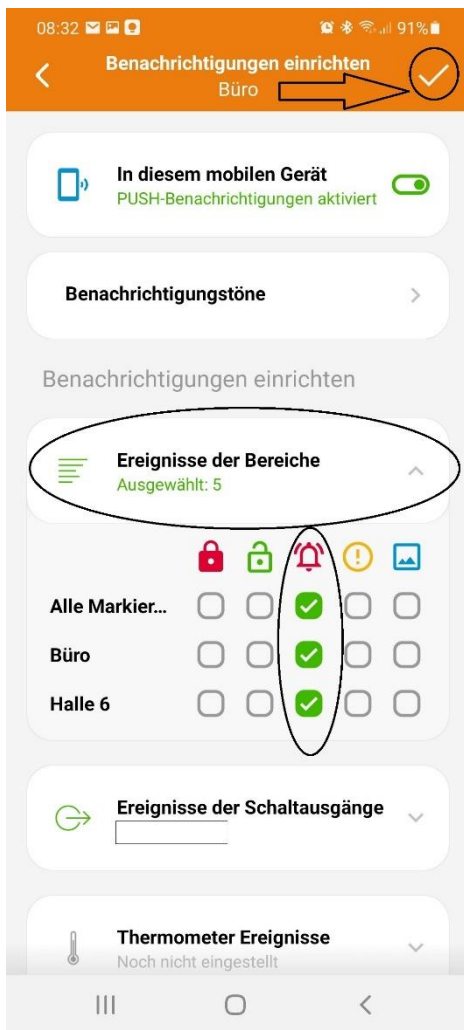 08:32 91%
Benachrichtigungen einrichten
Büro
In diesem mobilen Gerät
PUSH-Benachrichtigungen aktiviert
Benachrichtigungstöne
Benachrichtigungen einrichten
Ereignisse der Bereiche
Ausgewählt: 5
Alle Markier...
Büro
Halle 6
Ereignisse der Schaltausgänge
Thermometer Ereignisse
Noch nicht eingestellt